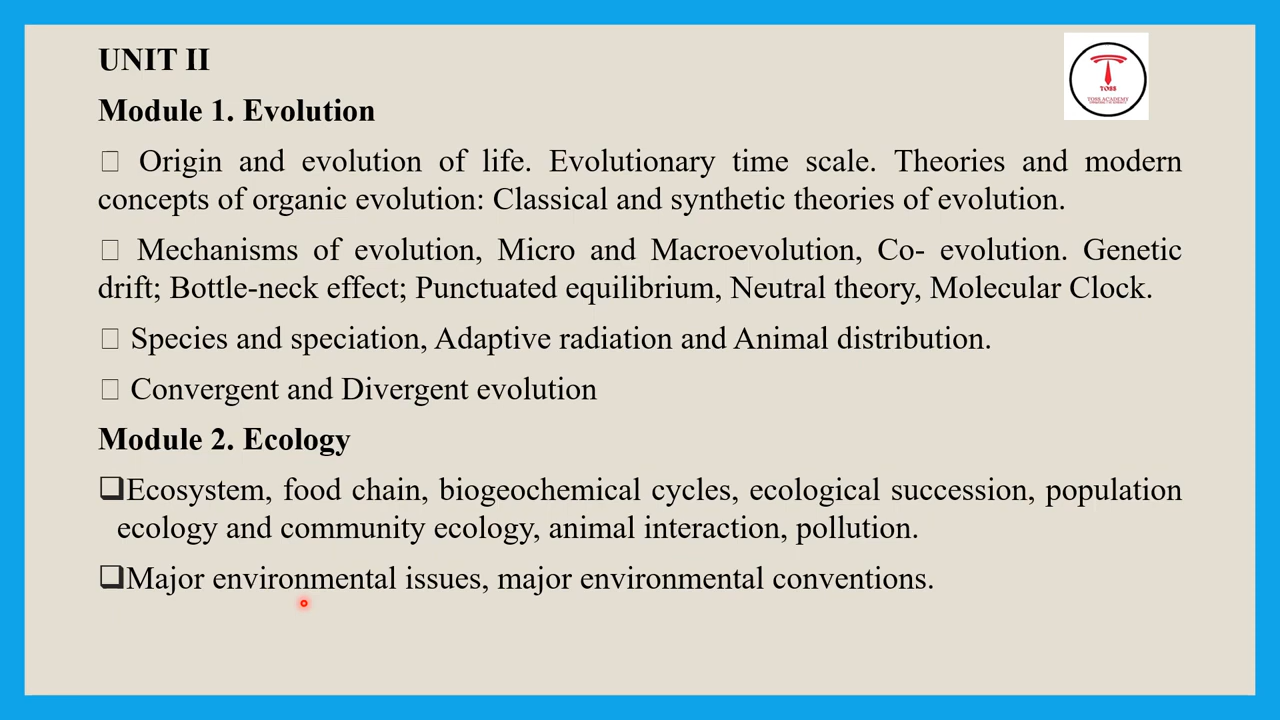 UNIT II
TOSS
TOSS ACADEMY
Module 1. Evolution
Origin and evolution of life. Evolutionary time scale. Theories and modern
concepts of organic evolution: Classical and synthetic theories of evolution.
Mechanisms of evolution, Micro and Macroevolution, Co- evolution. Genetic
drift; Bottle-neck effect; Punctuated equilibrium, Neutral theory, Molecular Clock.
Species and speciation, Adaptive radiation and Animal distribution.
Convergent and Divergent evolution
Module 2. Ecology
❑Ecosystem, food chain, biogeochemical cycles, ecological succession, population
ecology and community ecology, animal interaction, pollution.
❑Major environmental issues, major environmental conventions.